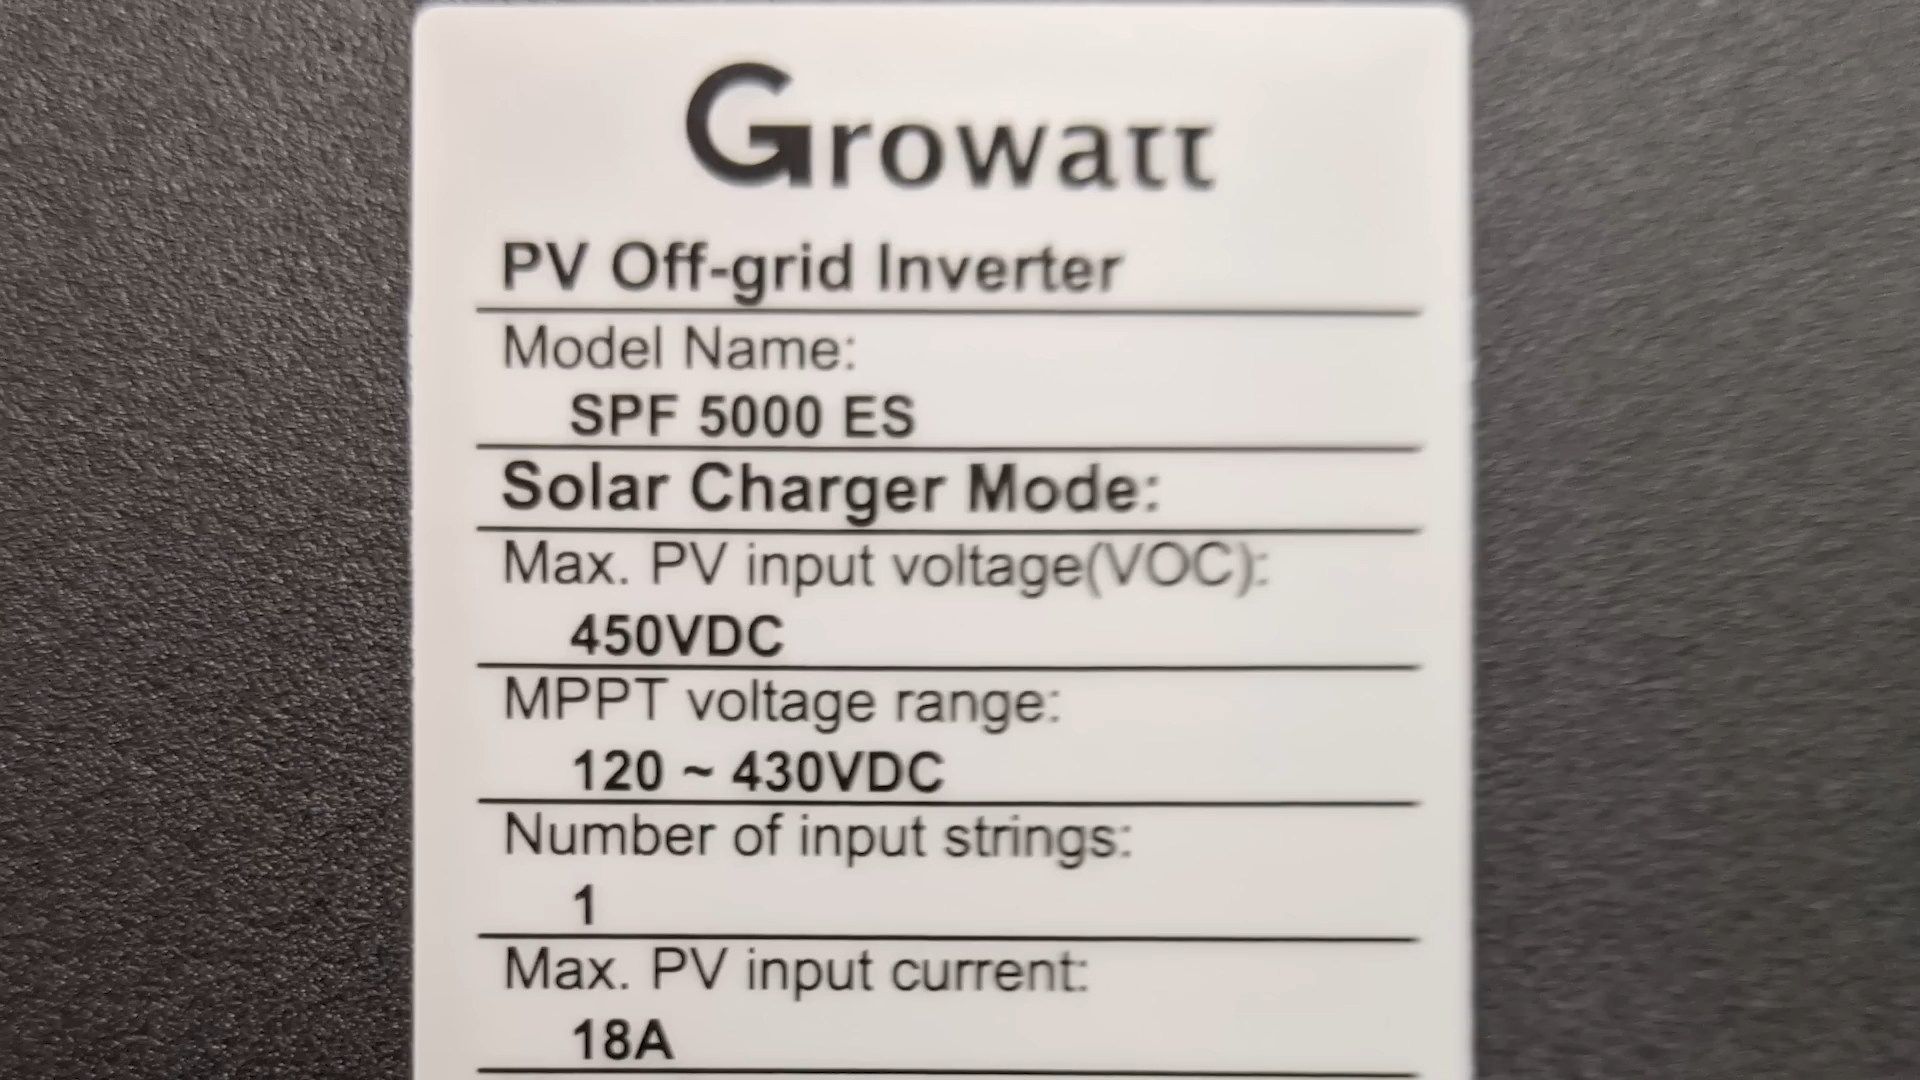 Growatt
PV Off-grid Inverter
Model Name:
SPF 5000 ES
Solar Charger Mode:
Max. PV input voltage(VOC):
450VDC
MPPT voltage range:
120 ~ 430VDC
Number of input strings:
1
Max. PV input current:
18A